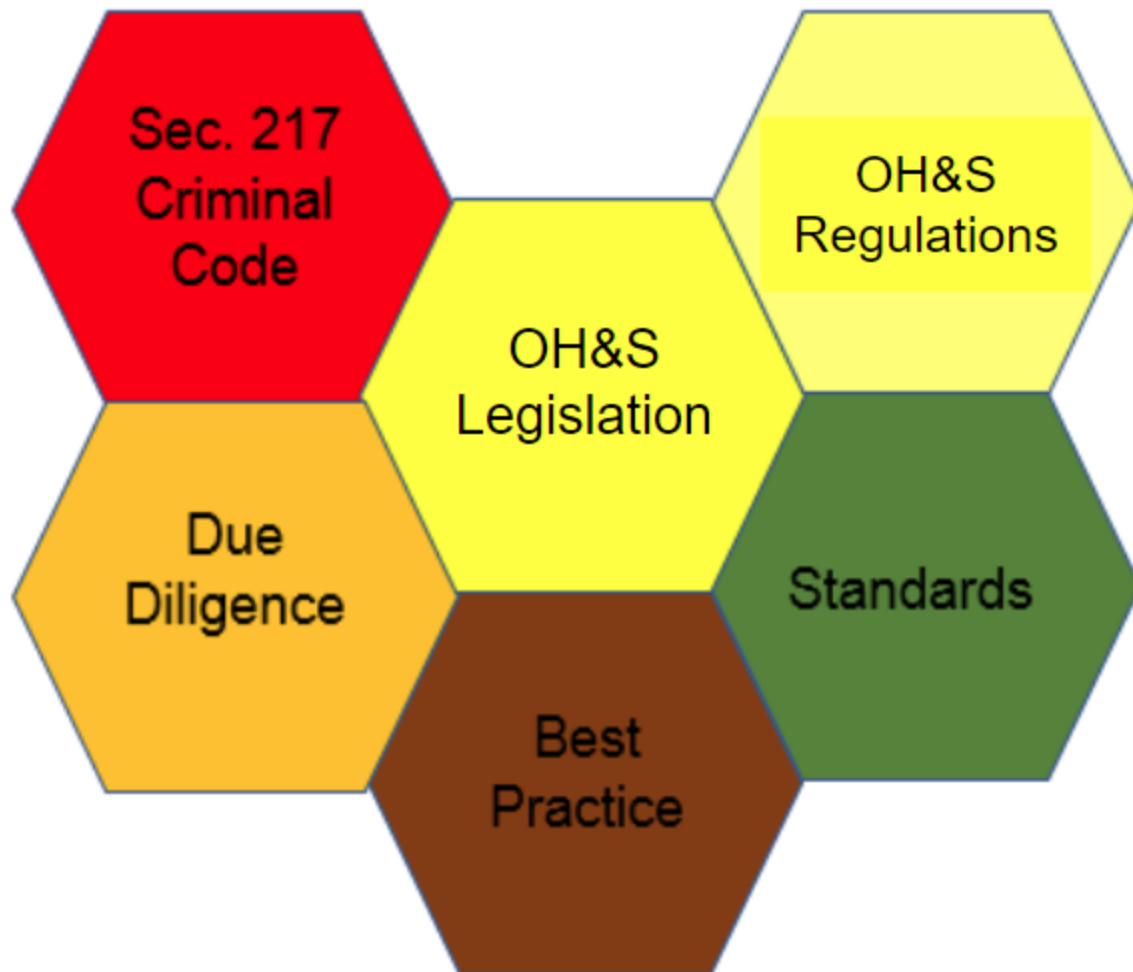 Sec. 217
Criminal
Code
OH&S
Regulations
OH&S
Legislation
Due
Diligence
Standards
Best
Practice